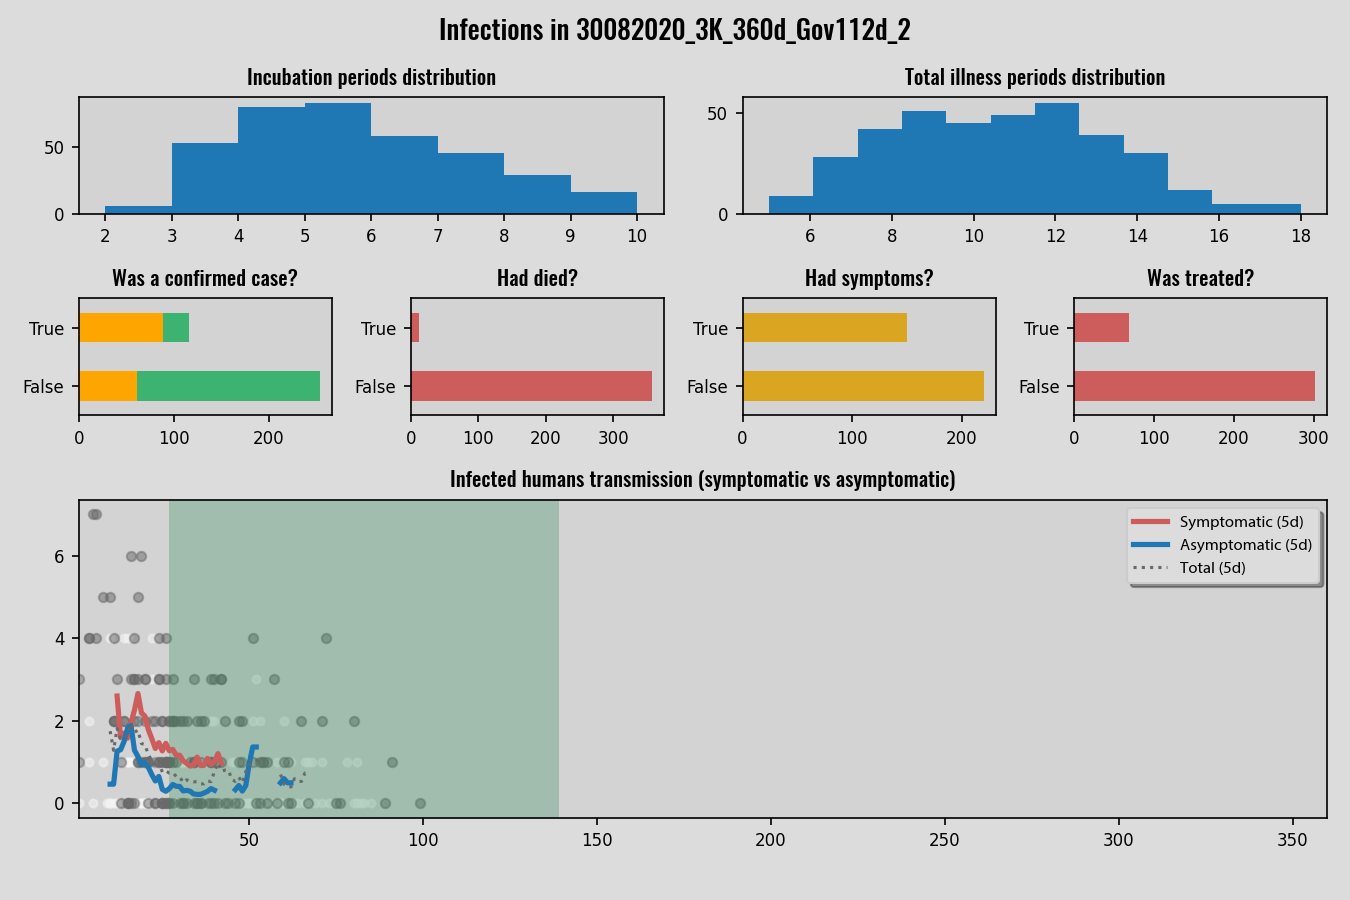 Infections in 30082020_3K_360d_Gov112d_2
Incubation periods distribution
Total illness periods distribution
50
0
2 3 4 5 6 7 8 9 10
50
0
6 8 10 12 14 16 18
Was a confirmed case?
Had died?
Had symptoms?
Was treated?
True
False
0 100 200
True
False
0 100 200 300
True
False
0 100 200
True
False
0 100 200 300
Infected humans transmission (symptomatic vs asymptomatic)
6
4
2
0
50 100 150 200 250 300 350
Symptomatic (5d)
Asymptomatic (5d)
Total (5d)